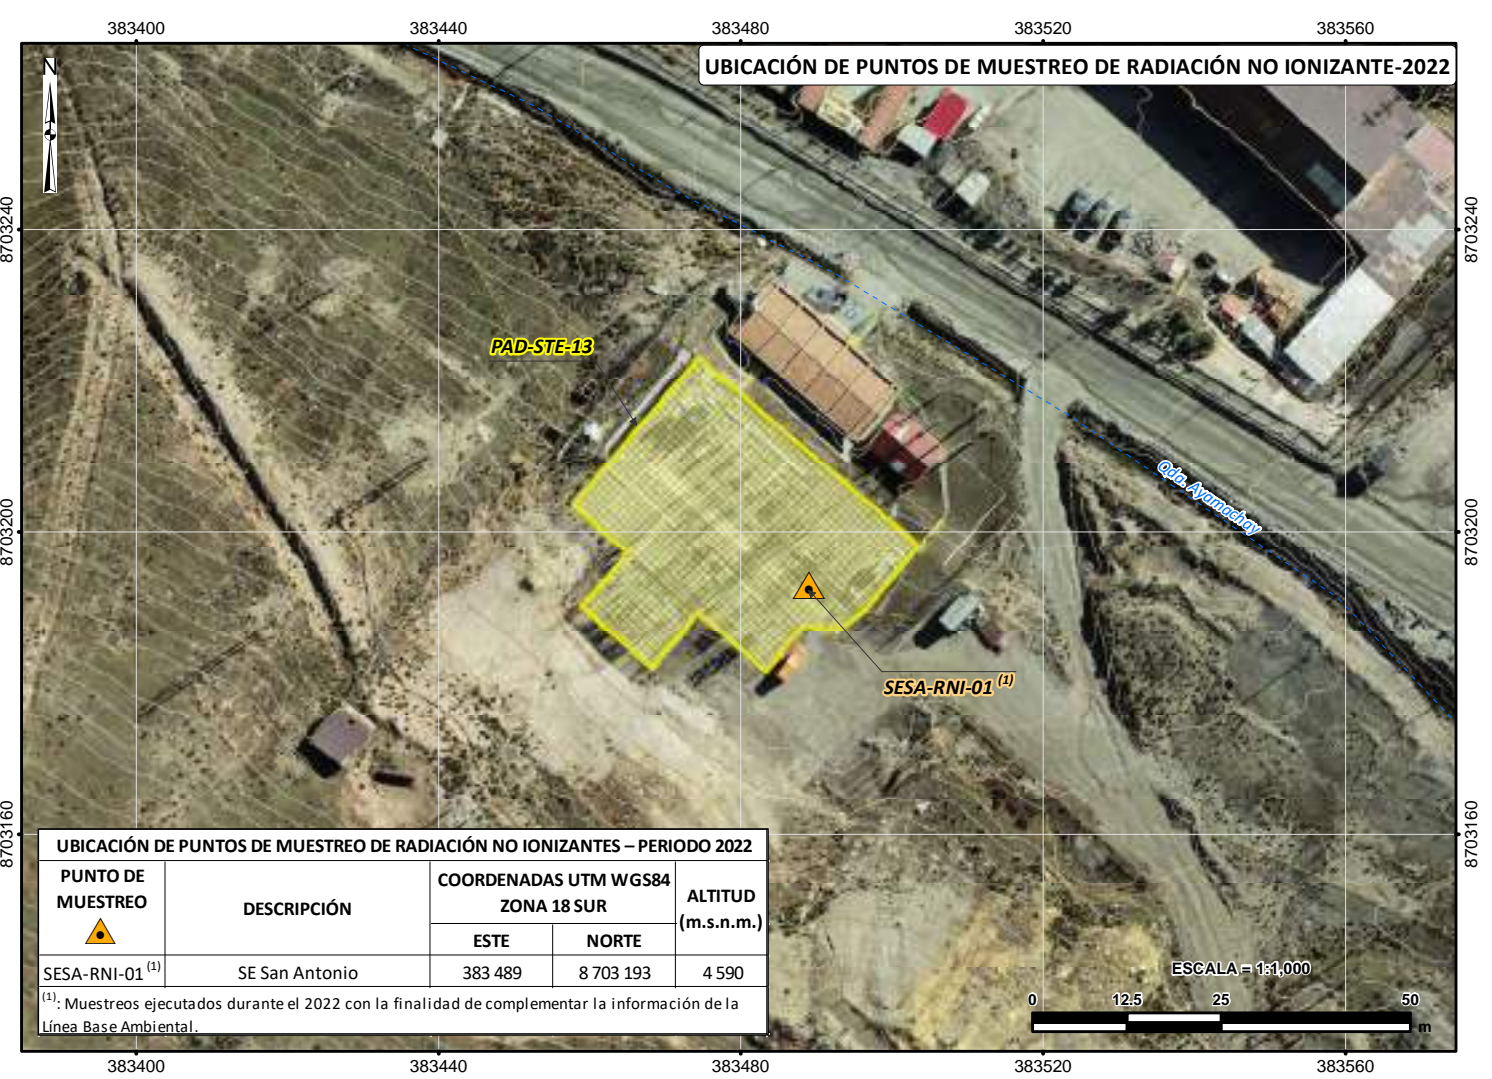 383400 383440 383480 383520 383560
UBICACIÓN DE PUNTOS DE MUESTREO DE RADIACIÓN NO IONIZANTE-2022
N
8703240 8703240
PAD-STE-13
Qda. Ayamachay
8703200 8703200
SESA-RNI-01 (1)
8703160 8703160
UBICACIÓN DE PUNTOS DE MUESTREO DE RADIACIÓN NO IONIZANTES – PERIODO 2022
PUNTO DE
MUESTREO
DESCRIPCIÓN
COORDENADAS UTM WGS84
ZONA 18 SUR
ALTITUD
(m.s.n.m.)
ESTE NORTE
SESA-RNI-01 (1) SE San Antonio 383 489 8 703 193 4 590
(1): Muestreos ejecutados durante el 2022 con la finalidad de complementar la información de la
Línea Base Ambiental.
ESCALA = 1:1,000
0 12.5 25 50
m
383400 383440 383480 383520 383560